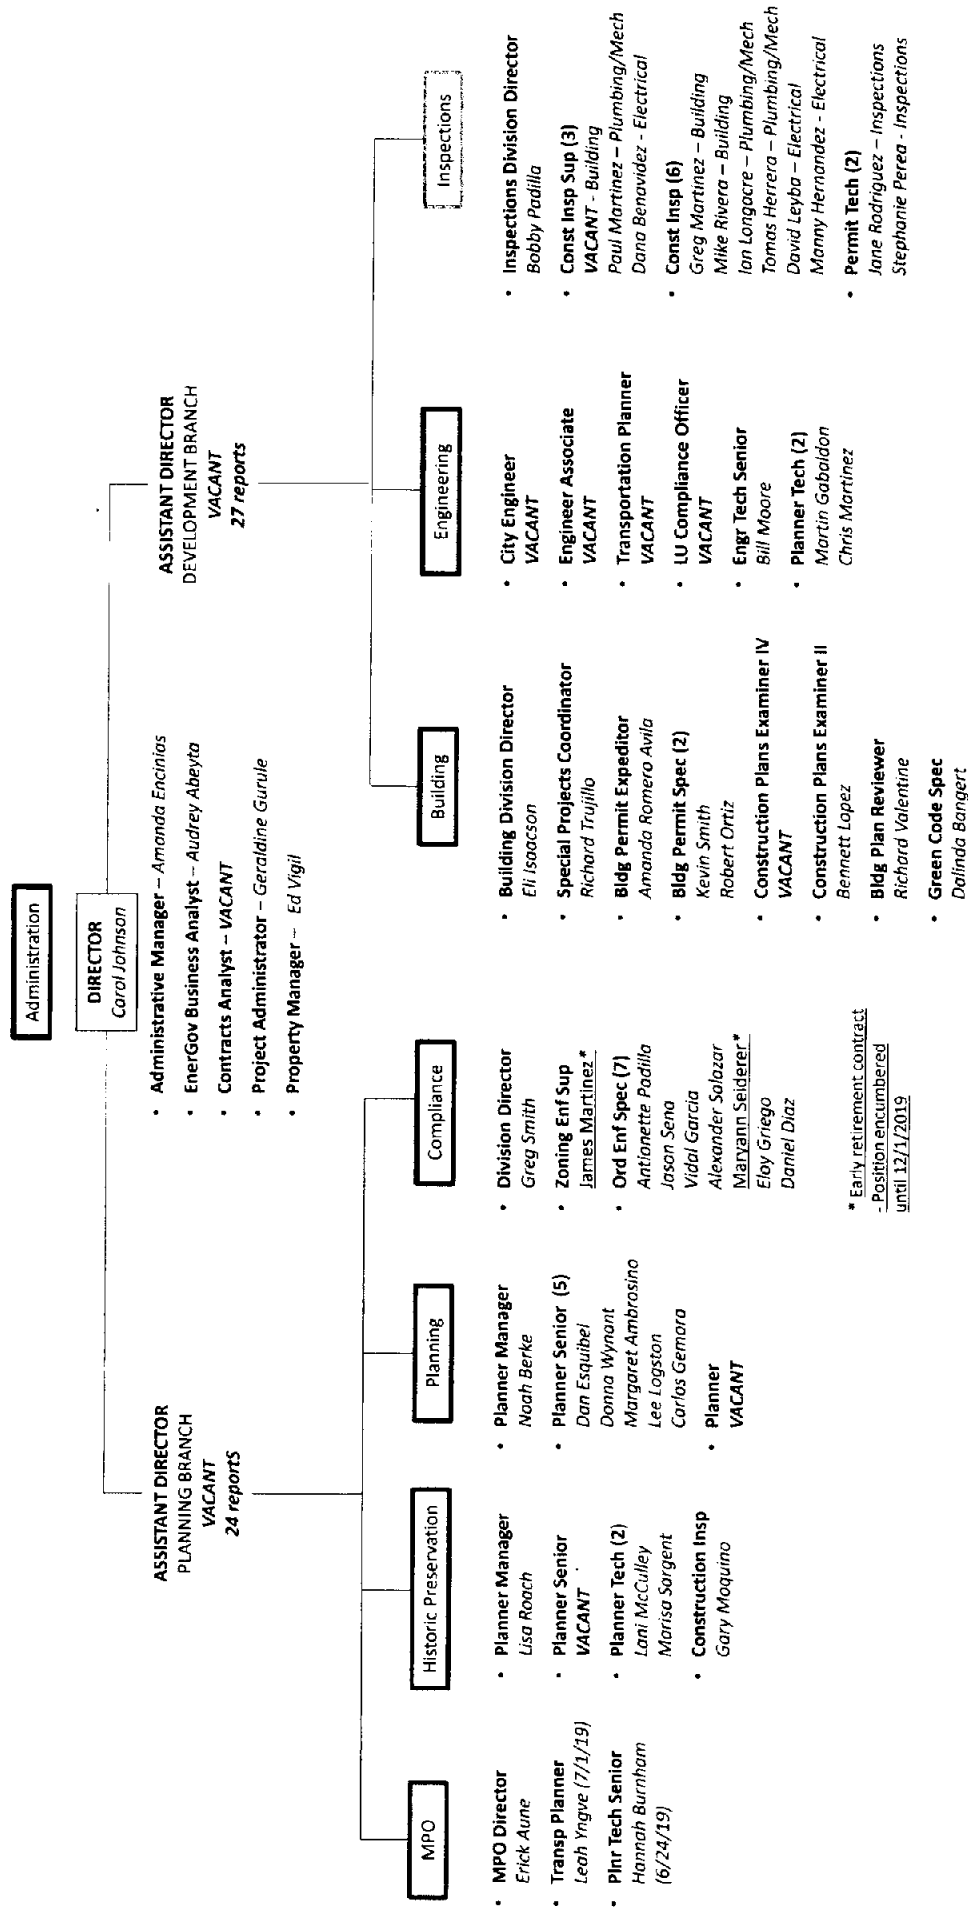 Administration
DIRECTOR
Carol Johnson
• Administrative Manager – Amanda Encinias
• EnerGov Business Analyst – Audrey Abeyta
• Contracts Analyst – VACANT
• Project Administrator – Geraldine Gurule
• Property Manager – Ed Vigil
ASSISTANT DIRECTOR
PLANNING BRANCH
VACANT
24 reports
ASSISTANT DIRECTOR
DEVELOPMENT BRANCH
VACANT
27 reports
MPO
• MPO Director
Erick Aune
• Transp Planner
Leah Yngve (7/1/19)
• Plnr Tech Senior
Hannah Burnham
(6/24/19)
Historic Preservation
• Planner Manager
Lisa Roach
• Planner Senior
VACANT
• Planner Tech (2)
Lani McCulley
Marisa Sargent
• Construction Insp
Gary Moquino
Planning
• Planner Manager
Noah Berke
• Planner Senior (5)
Dan Esquibel
Donna Wynant
Margaret Ambrosino
Lee Logston
Carlos Gemora
• Planner
VACANT
Compliance
• Division Director
Greg Smith
• Zoning Enf Sup
James Martinez*
• Ord Enf Spec (7)
Antionette Padilla
Jason Sena
Vidal Garcia
Alexander Salazar
Maryann Seiderer*
Eloy Griego
Daniel Diaz
* Early retirement contract
- Position encumbered
until 12/1/2019
Building
• Building Division Director
Eli Isaacson
• Special Projects Coordinator
Richard Trujillo
• Bldg Permit Expeditor
Amanda Romero Avila
• Bldg Permit Spec (2)
Kevin Smith
Robert Ortiz
• Construction Plans Examiner IV
VACANT
• Construction Plans Examiner II
Bennett Lopez
• Bldg Plan Reviewer
Richard Valentine
• Green Code Spec
Dalinda Bangert
Engineering
• City Engineer
VACANT
• Engineer Associate
VACANT
• Transportation Planner
VACANT
• LU Compliance Officer
VACANT
• Engr Tech Senior
Bill Moore
• Planner Tech (2)
Martin Gabaldon
Chris Martinez
Inspections
• Inspections Division Director
Bobby Padilla
• Const Insp Sup (3)
VACANT - Building
Paul Martinez – Plumbing/Mech
Dana Benavidez - Electrical
• Const Insp (6)
Greg Martinez – Building
Mike Rivera – Building
Ian Longacre – Plumbing/Mech
Tomas Herrera – Plumbing/Mech
David Leyba – Electrical
Manny Hernandez - Electrical
• Permit Tech (2)
Jane Rodriguez – Inspections
Stephanie Perea - Inspections